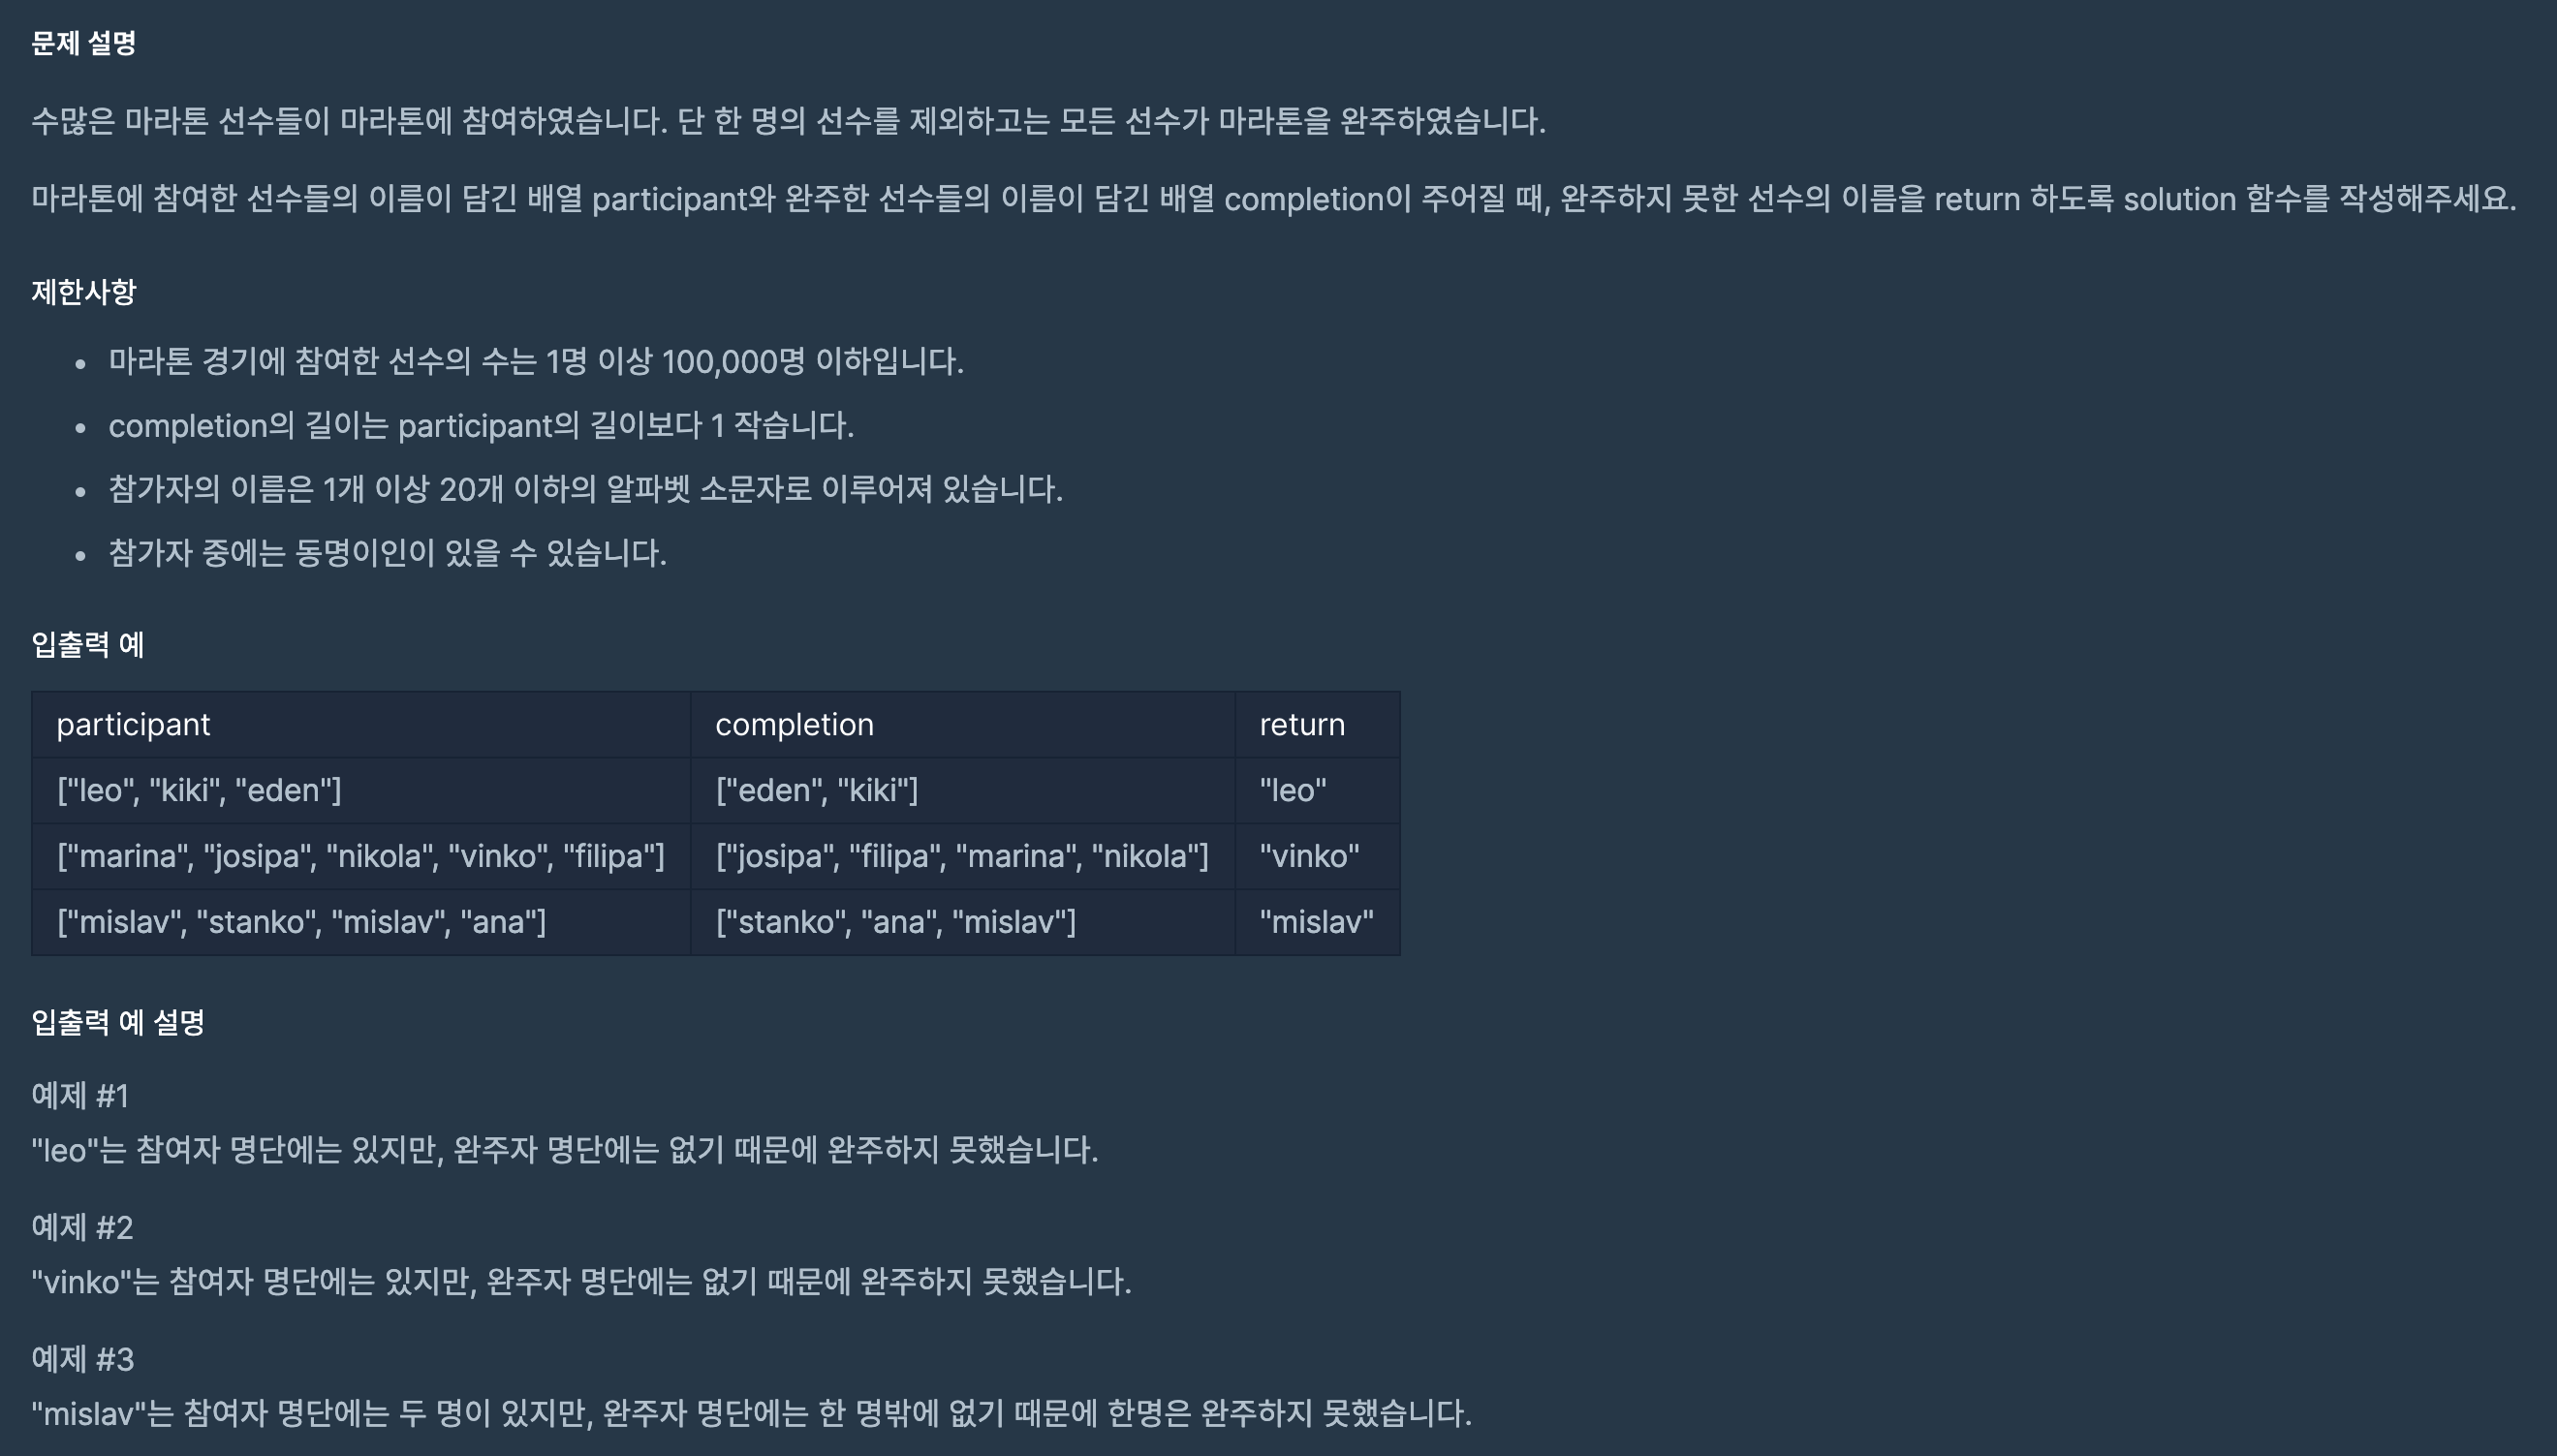 문제 설명
수많은 마라톤 선수들이 마라톤에 참여하였습니다. 단 한 명의 선수를 제외하고는 모든 선수가 마라톤을 완주하였습니다.
마라톤에 참여한 선수들의 이름이 담긴 배열 participant와 완주한 선수들의 이름이 담긴 배열 completion이 주어질 때, 완주하지 못한 선수의 이름을 return 하도록 solution 함수를 작성해주세요.
제한사항
• 마라톤 경기에 참여한 선수의 수는 1명 이상 100,000명 이하입니다.
• completion의 길이는 participant의 길이보다 1 작습니다.
• 참가자의 이름은 1개 이상 20개 이하의 알파벳 소문자로 이루어져 있습니다.
• 참가자 중에는 동명이인이 있을 수 있습니다.
입출력 예
participant completion return
["leo", "kiki", "eden"] ["eden", "kiki"] "leo"
["marina", "josipa", "nikola", "vinko", "filipa"] ["josipa", "filipa", "marina", "nikola"] "vinko"
["mislav", "stanko", "mislav", "ana"] ["stanko", "ana", "mislav"] "mislav"
입출력 예 설명
예제 #1
"leo"는 참여자 명단에는 있지만, 완주자 명단에는 없기 때문에 완주하지 못했습니다.
예제 #2
"vinko"는 참여자 명단에는 있지만, 완주자 명단에는 없기 때문에 완주하지 못했습니다.
예제 #3
"mislav"는 참여자 명단에는 두 명이 있지만, 완주자 명단에는 한 명밖에 없기 때문에 한명은 완주하지 못했습니다.